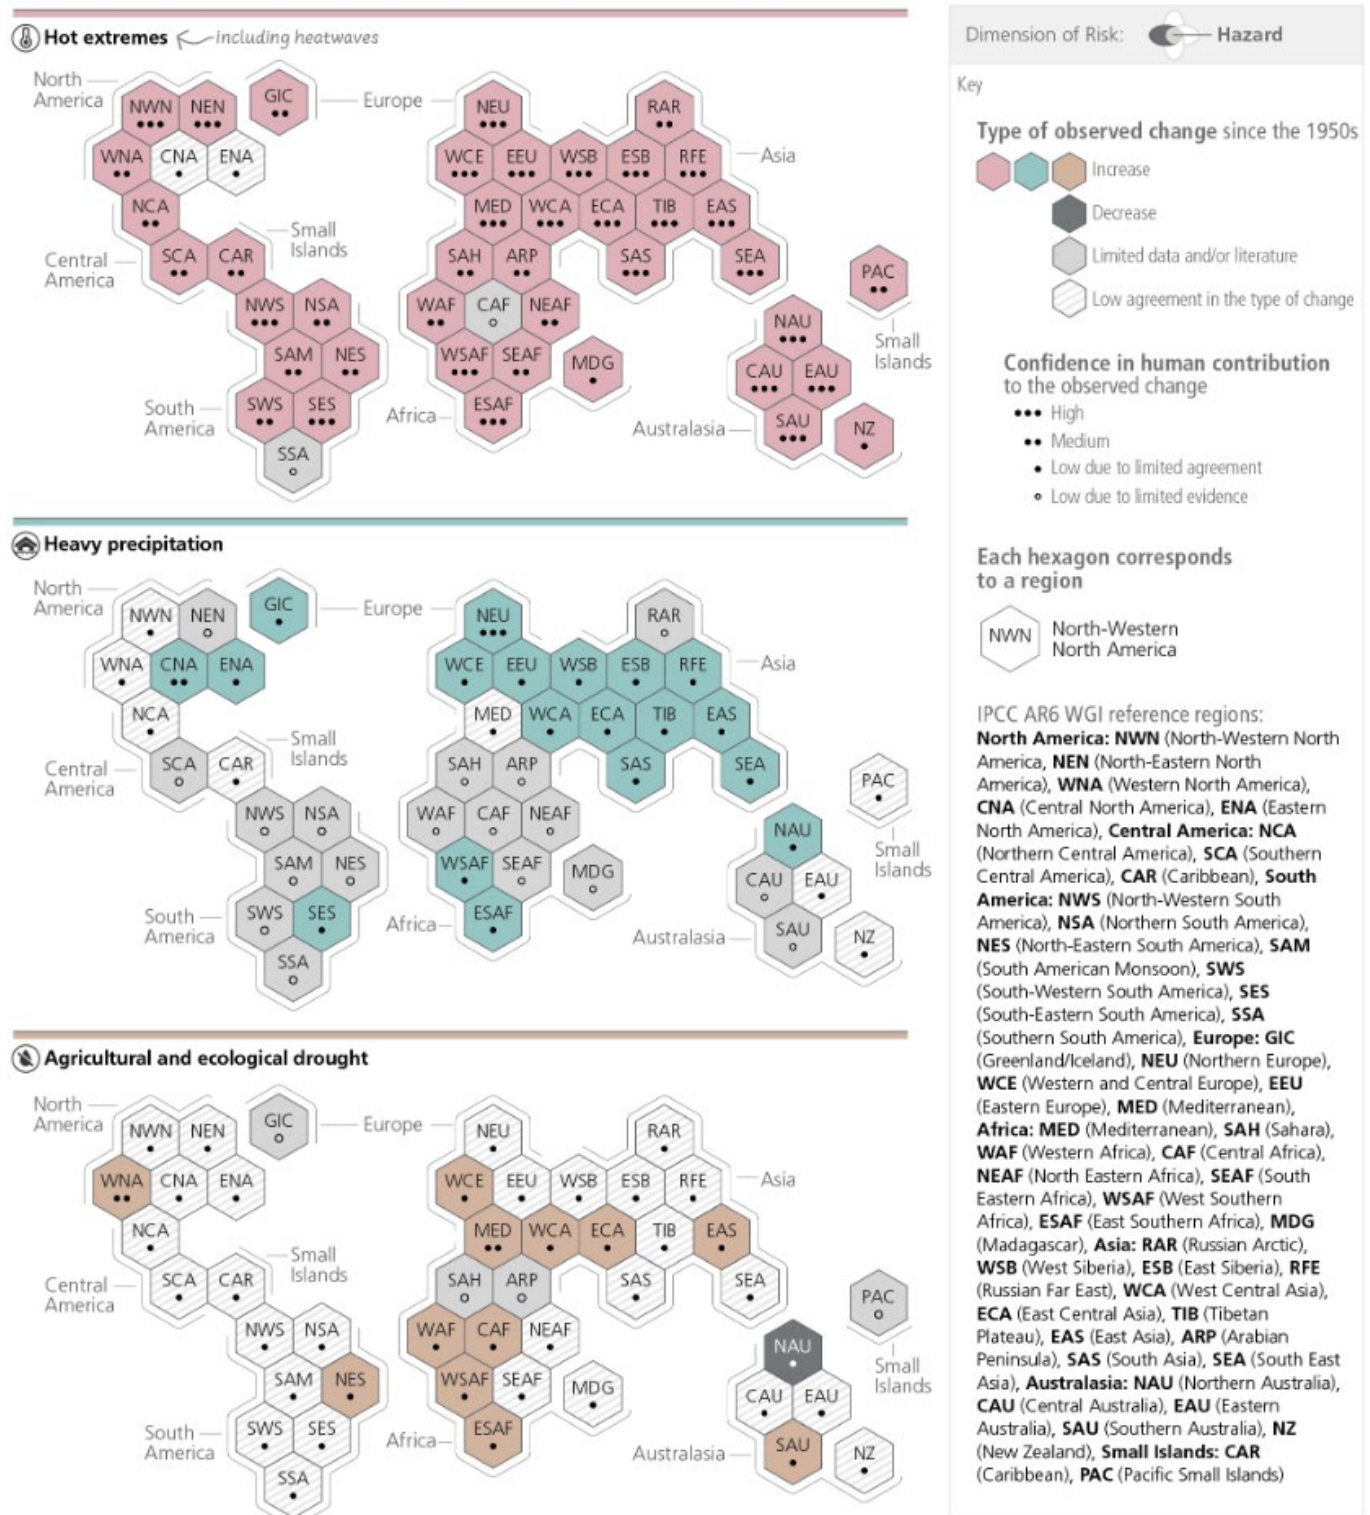 Hot extremes including heatwaves
North America
Europe
Asia
Small Islands
Central America
South America
Africa
Australasia
Small Islands
NWN NEN GIC NEU RAR
WNA CNA ENA WCE EEU WSB ESB RFE
NCA MED WCA ECA TIB EAS
SCA CAR SAH ARP SAS SEA PAC
NWS NSA WAF CAF NEAF NAU
SAM NES WSAF SEAF MDG CAU EAU
SWS SES ESAF SAU NZ
SSA
Heavy precipitation
North America
Europe
Asia
Small Islands
Central America
South America
Africa
Australasia
Small Islands
NWN NEN GIC NEU RAR
WNA CNA ENA WCE EEU WSB ESB RFE
NCA MED WCA ECA TIB EAS
SCA CAR SAH ARP SAS SEA PAC
NWS NSA WAF CAF NEAF NAU
SAM NES WSAF SEAF MDG CAU EAU
SWS SES ESAF SAU NZ
SSA
Agricultural and ecological drought
North America
Europe
Asia
Small Islands
Central America
South America
Africa
Australasia
Small Islands
NWN NEN GIC NEU RAR
WNA CNA ENA WCE EEU WSB ESB RFE
NCA MED WCA ECA TIB EAS
SCA CAR SAH ARP SAS SEA PAC
NWS NSA WAF CAF NEAF NAU
SAM NES WSAF SEAF MDG CAU EAU
SWS SES ESAF SAU NZ
SSA
Dimension of Risk: Hazard
Key
Type of observed change since the 1950s
Increase
Decrease
Limited data and/or literature
Low agreement in the type of change
Confidence in human contribution
to the observed change
••• High
•• Medium
• Low due to limited agreement
◦ Low due to limited evidence
Each hexagon corresponds
to a region
NWN
North-Western
North America
IPCC AR6 WGI reference regions:
North America: NWN (North-Western North
America, NEN (North-Eastern North
America), WNA (Western North America),
CNA (Central North America), ENA (Eastern
North America), Central America: NCA
(Northern Central America), SCA (Southern
Central America), CAR (Caribbean), South
America: NWS (North-Western South
America), NSA (Northern South America),
NES (North-Eastern South America), SAM
(South American Monsoon), SWS
(South-Western South America), SES
(South-Eastern South America), SSA
(Southern South America), Europe: GIC
(Greenland/Iceland), NEU (Northern Europe),
WCE (Western and Central Europe), EEU
(Eastern Europe), MED (Mediterranean),
Africa: MED (Mediterranean), SAH (Sahara),
WAF (Western Africa), CAF (Central Africa),
NEAF (North Eastern Africa), SEAF (South
Eastern Africa), WSAF (West Southern
Africa), ESAF (East Southern Africa), MDG
(Madagascar), Asia: RAR (Russian Arctic),
WSB (West Siberia), ESB (East Siberia), RFE
(Russian Far East), WCA (West Central Asia),
ECA (East Central Asia), TIB (Tibetan
Plateau), EAS (East Asia), ARP (Arabian
Peninsula), SAS (South Asia), SEA (South East
Asia), Australasia: NAU (Northern Australia),
CAU (Central Australia), EAU (Eastern
Australia), SAU (Southern Australia), NZ
(New Zealand), Small Islands: CAR
(Caribbean), PAC (Pacific Small Islands)